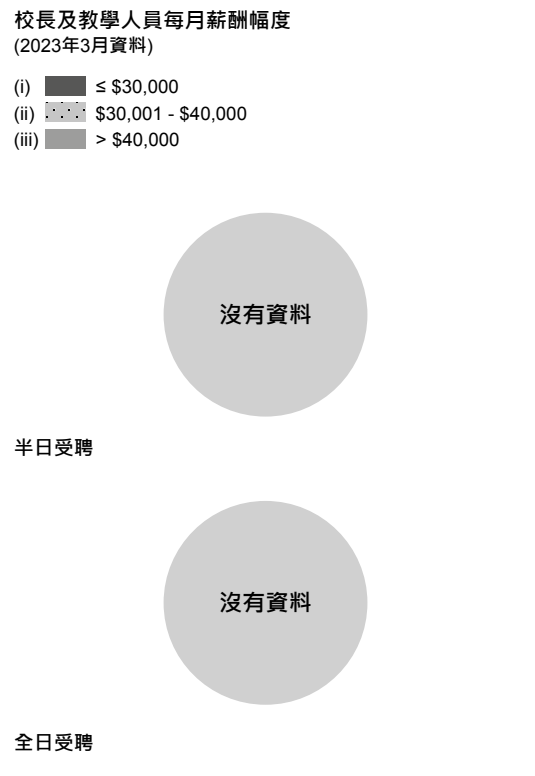 校長及教學人員每月薪酬幅度
(2023年3月資料)
(i) ≤ $30,000
(ii) $30,001 - $40,000
(iii) > $40,000
沒有資料
半日受聘
沒有資料
全日受聘